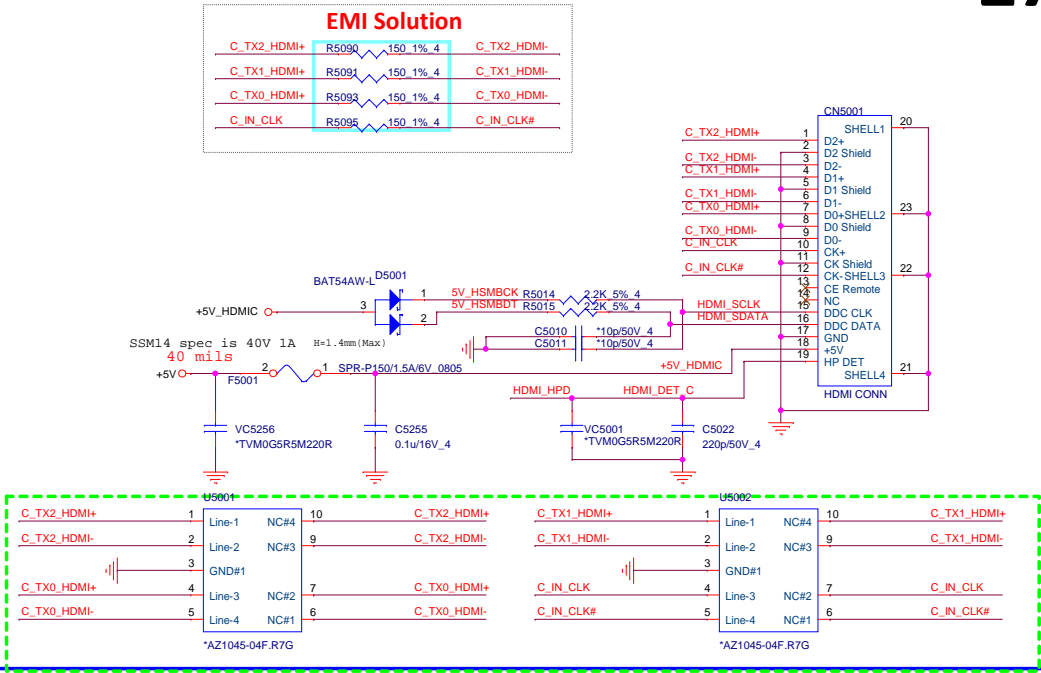 EMI Solution
C_TX2_HDMI+ R5090 150_1%_4 C_TX2_HDMI-
C_TX1_HDMI+ R5091 150_1%_4 C_TX1_HDMI-
C_TX0_HDMI+ R5093 150_1%_4 C_TX0_HDMI-
C_IN_CLK R5095 150_1%_4 C_IN_CLK#
CN5001
SHELL1 20
C_TX2_HDMI+ 1 D2+
2 D2 Shield
C_TX2_HDMI- 3 D2-
C_TX1_HDMI+ 4 D1+
5 D1 Shield
C_TX1_HDMI- 6 D1-
C_TX0_HDMI+ 7 D0+ SHELL2 23
8 D0 Shield
C_TX0_HDMI- 9 D0-
C_IN_CLK 10 CK+
11 CK Shield
C_IN_CLK# 12 CK- SHELL3 22
13 CE Remote
14 NC
HDMI_SCLK 15 DDC CLK
HDMI_SDATA 16 DDC DATA
17 GND
18 +5V
19 HP DET
SHELL4 21
HDMI CONN
D5001
BAT54AW-L
+5V_HDMIC 3 1 5V_HSMBCK R5014 2.2K_5%_4
2 5V_HSMBDT R5015 2.2K_5%_4
C5010 *10p/50V_4
C5011 *10p/50V_4
SSM14 spec is 40V 1A H=1.4mm(Max)
40 mils
+5V 2 1 SPR-P150/1.5A/6V_0805 +5V_HDMIC
F5001
HDMI_HPD HDMI_DET_C
VC5256
*TVM0G5R5M220R
C5255
0.1u/16V_4
VC5001
*TVM0G5R5M220R
C5022
220p/50V_4
U5001
C_TX2_HDMI+ 1 Line-1 NC#4 10 C_TX2_HDMI+
C_TX2_HDMI- 2 Line-2 NC#3 9 C_TX2_HDMI-
3 GND#1
C_TX0_HDMI+ 4 Line-3 NC#2 7 C_TX0_HDMI+
C_TX0_HDMI- 5 Line-4 NC#1 6 C_TX0_HDMI-
*AZ1045-04F.R7G
U5002
C_TX1_HDMI+ 1 Line-1 NC#4 10 C_TX1_HDMI+
C_TX1_HDMI- 2 Line-2 NC#3 9 C_TX1_HDMI-
3 GND#1
C_IN_CLK 4 Line-3 NC#2 7 C_IN_CLK
C_IN_CLK# 5 Line-4 NC#1 6 C_IN_CLK#
*AZ1045-04F.R7G